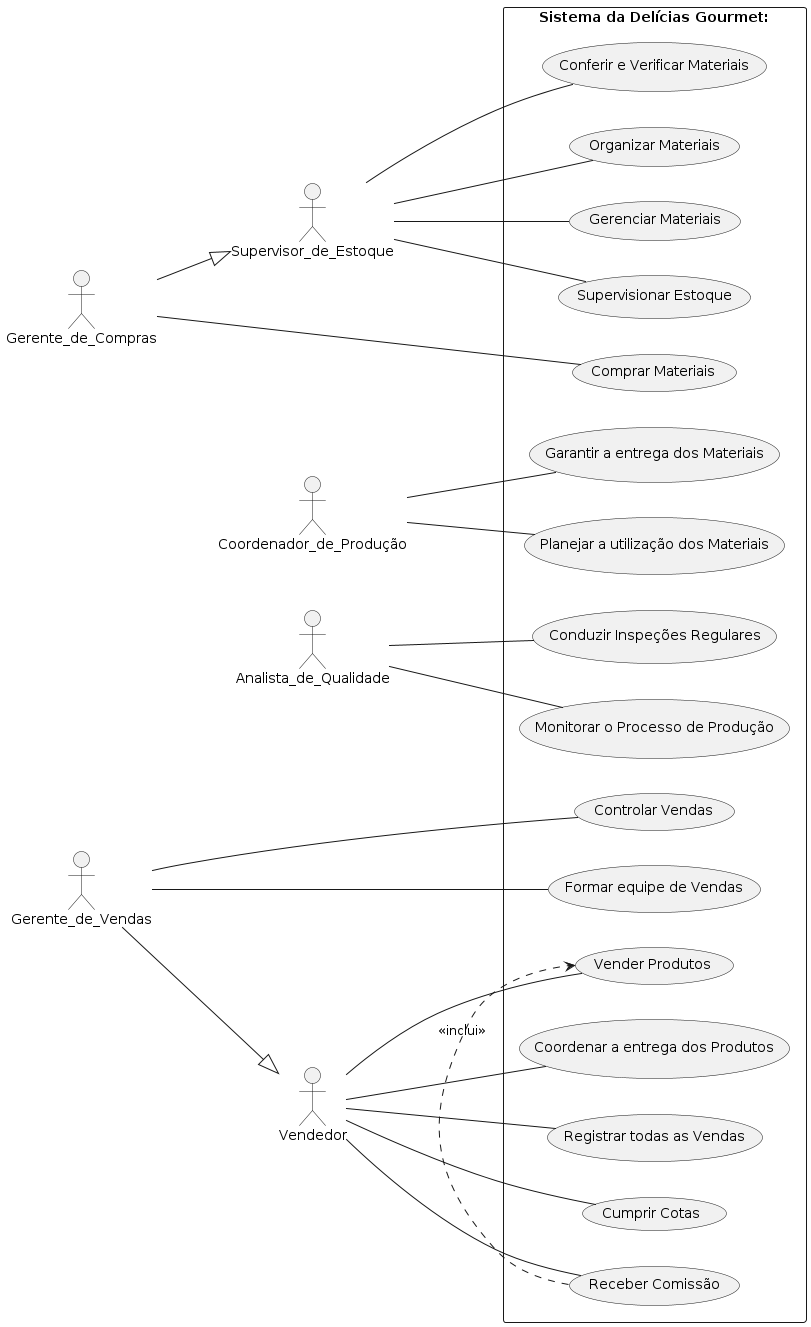 Sistema da Delícias Gourmet:
Conferir e Verificar Materiais
Organizar Materiais
Gerenciar Materiais
Supervisor_de_Estoque
Supervisionar Estoque
Gerente_de_Compras
Comprar Materiais
Garantir a entrega dos Materiais
Coordenador_de_Produção
Planejar a utilização dos Materiais
Conduzir Inspeções Regulares
Analista_de_Qualidade
Monitorar o Processo de Produção
Controlar Vendas
Formar equipe de Vendas
Gerente_de_Vendas
Vender Produtos
«inclui»
Coordenar a entrega dos Produtos
Vendedor
Registrar todas as Vendas
Cumprir Cotas
Receber Comissão